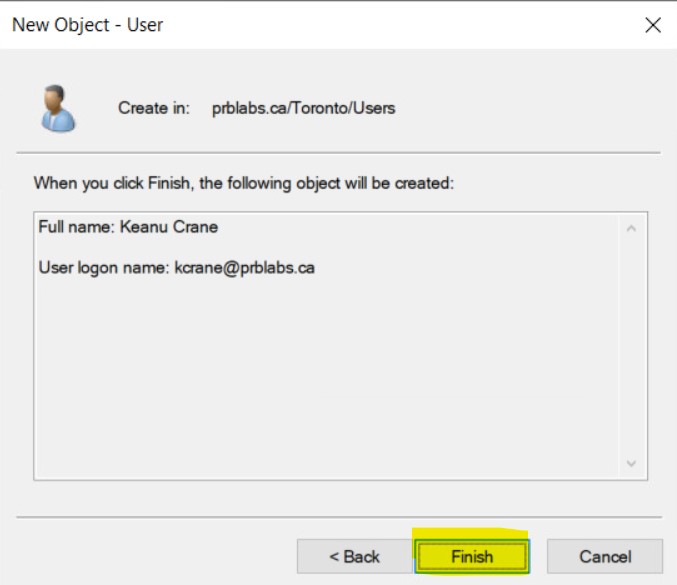 New Object - User
Create in: prblabs.ca/Toronto/Users
When you click Finish, the following object will be created:
Full name: Keanu Crane
User logon name: kcrane@prblabs.ca
< Back Finish Cancel